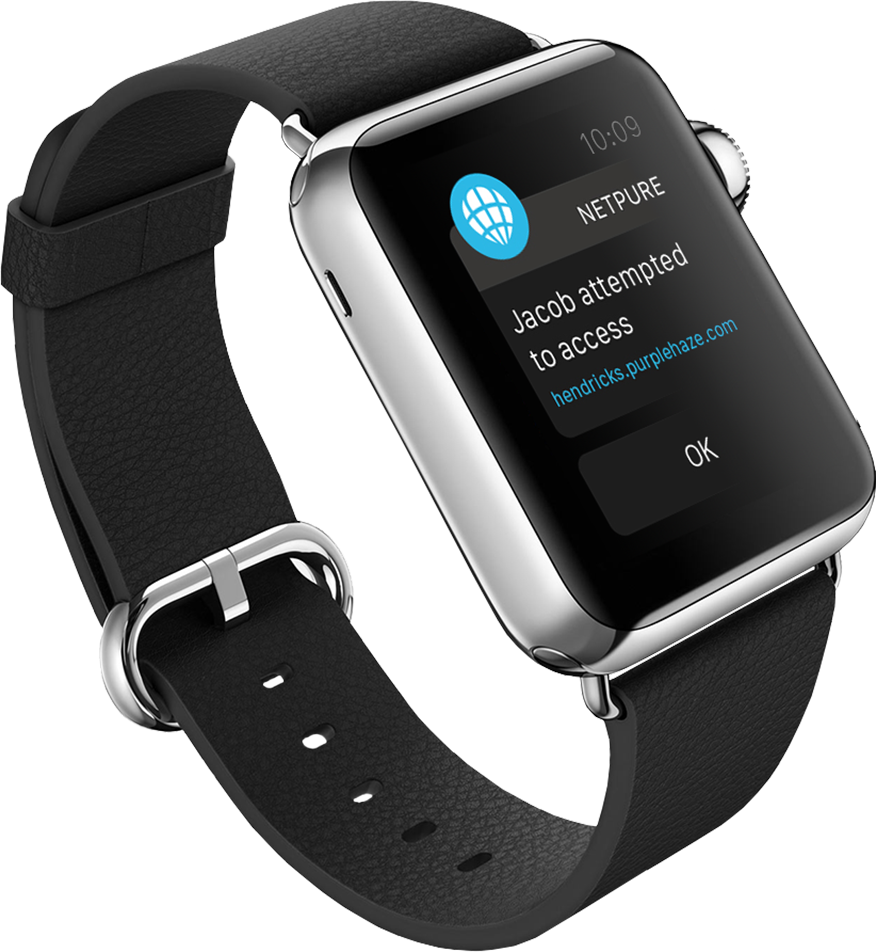 10:09
NETPURE
Jacob attempted
to access
hendricks.purplehaze.com
OK